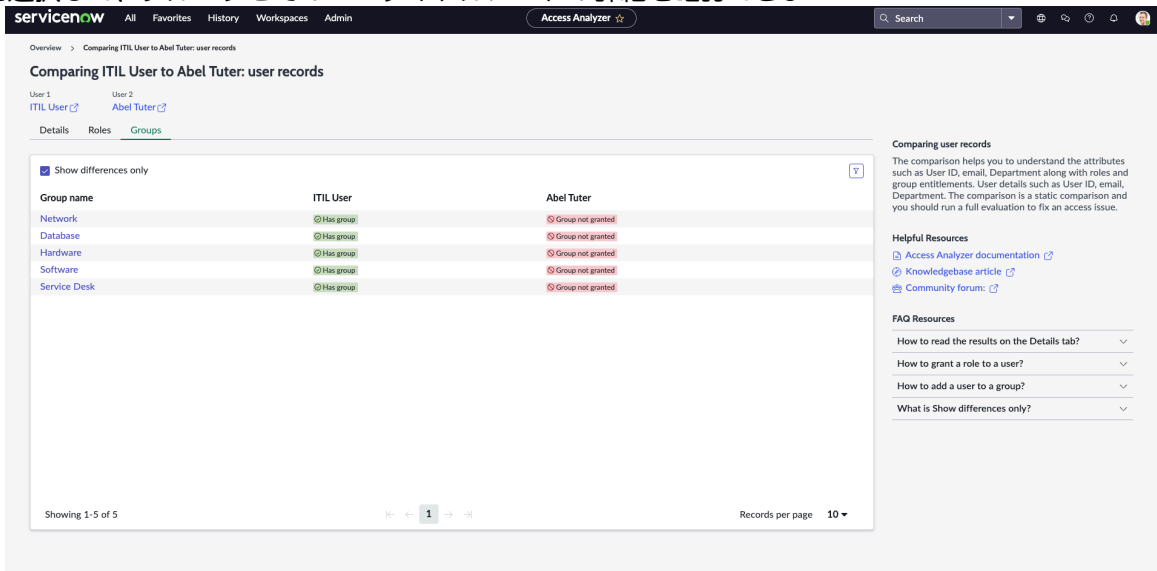 servicenow All Favorites History Workspaces Admin Access Analyzer Search
Overview > Comparing ITIL User to Abel Tuter: user records
Comparing ITIL User to Abel Tuter: user records
User 1 User 2
ITIL User Abel Tuter
Details Roles Groups
Show differences only
Group name ITIL User Abel Tuter
Network Has group Group not granted
Database Has group Group not granted
Hardware Has group Group not granted
Software Has group Group not granted
Service Desk Has group Group not granted
Showing 1-5 of 5 1 Records per page 10
Comparing user records
The comparison helps you to understand the attributes
such as User ID, email, Department along with roles and
group entitlements. User details such as User ID, email,
Department. The comparison is a static comparison and
you should run a full evaluation to fix an access issue.
Helpful Resources
Access Analyzer documentation
Knowledgebase article
Community forum:
FAQ Resources
How to read the results on the Details tab?
How to grant a role to a user?
How to add a user to a group?
What is Show differences only?